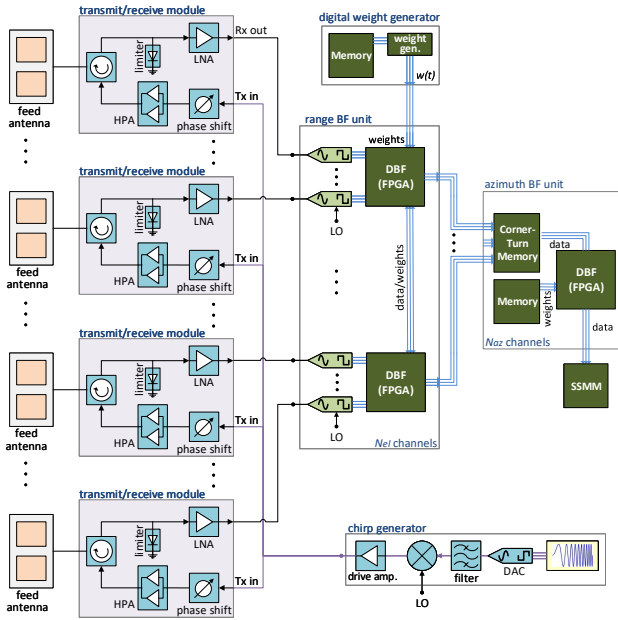 transmit/receive module
Rx out
limiter
LNA
Tx in
HPA
phase shift
feed
antenna
transmit/receive module
limiter
LNA
Tx in
HPA
phase shift
feed
antenna
transmit/receive module
limiter
LNA
Tx in
HPA
phase shift
feed
antenna
transmit/receive module
limiter
LNA
Tx in
HPA
phase shift
feed
antenna
digital weight generator
Memory
weight
gen.
w(t)
range BF unit
weights
DBF
(FPGA)
LO
data/weights
DBF
(FPGA)
LO
Nel channels
azimuth BF unit
Corner-
Turn
Memory
data
DBF
(FPGA)
Memory
weights
data
Naz channels
SSMM
chirp generator
drive amp.
filter
DAC
LO